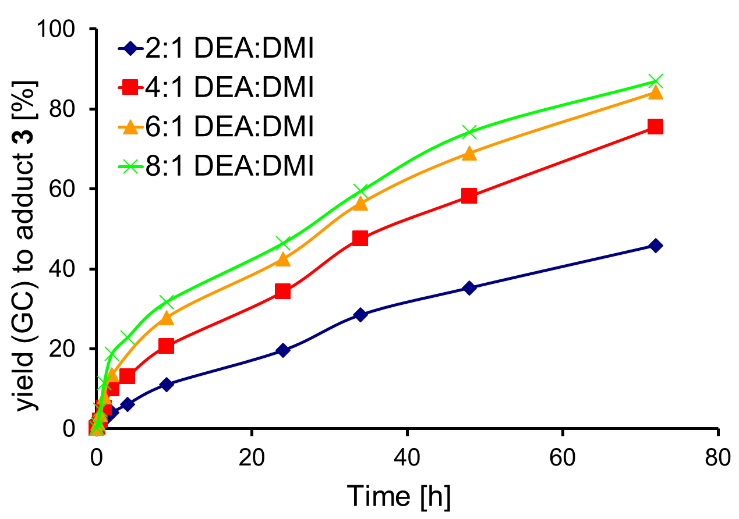 100
80
60
40
20
0
yield (GC) to adduct 3 [%]
2:1 DEA:DMI
4:1 DEA:DMI
6:1 DEA:DMI
8:1 DEA:DMI
0
20
40
60
80
Time [h]